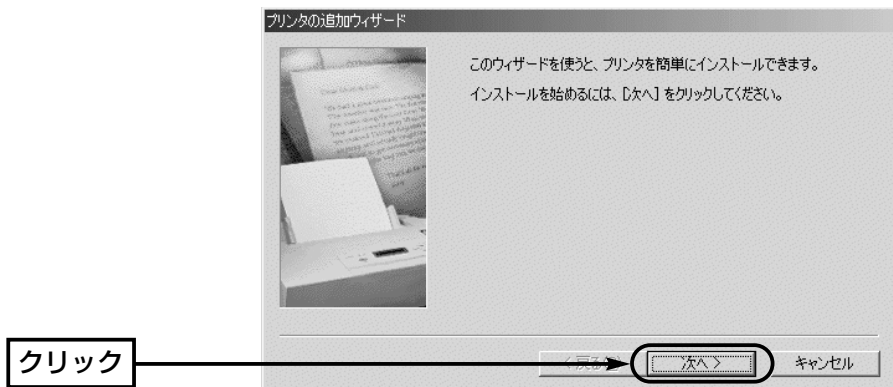 プリンタの追加ウィザード
このウィザードを使うと、プリンタを簡単にインストールできます。
インストールを始めるには、[次へ] をクリックしてください。
クリック
次へ >
キャンセル